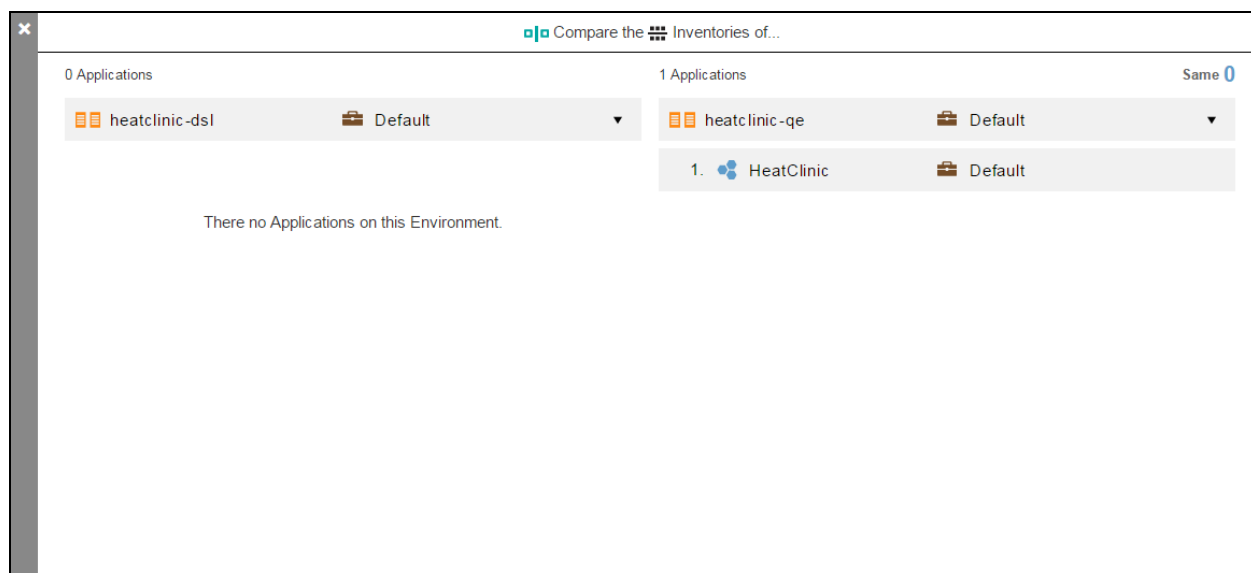 Compare the Inventories of...
0 Applications
heatclinic-dsl Default
There no Applications on this Environment.
1 Applications Same 0
heatclinic-qe Default
1. HeatClinic Default